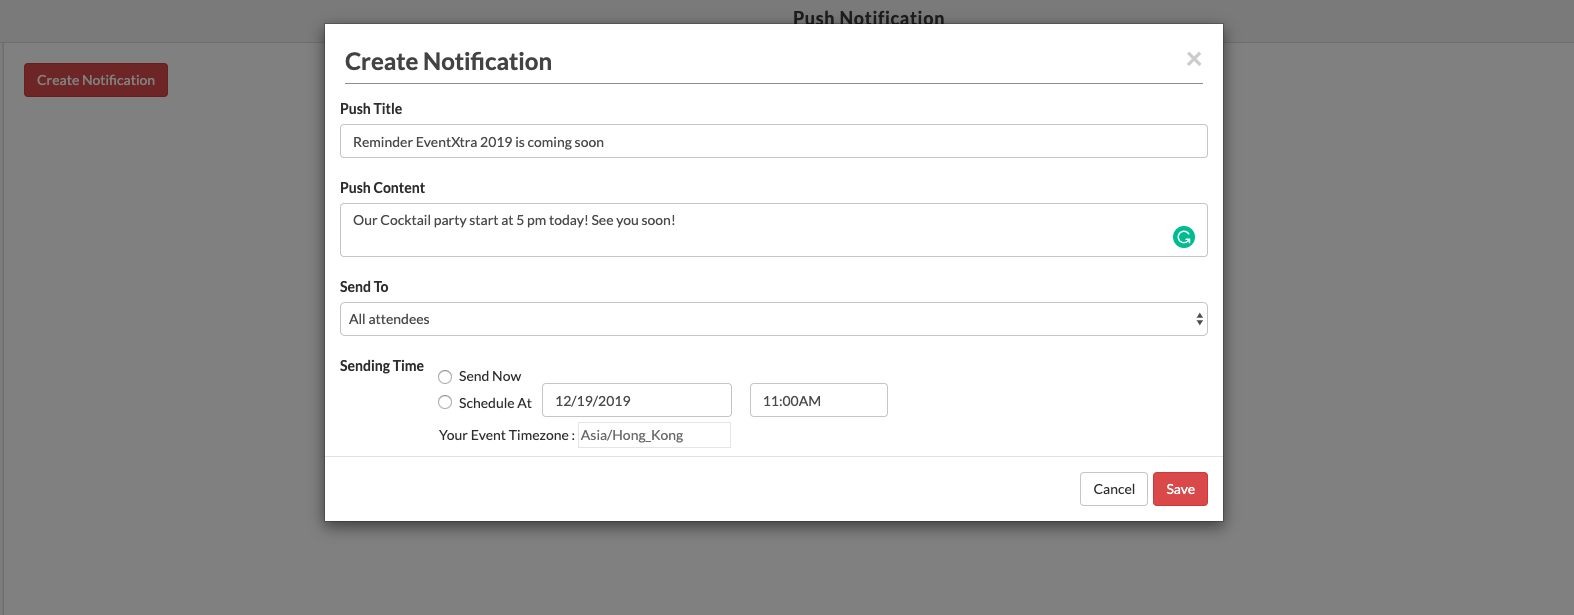 Push Notification
Create Notification
Create Notification
×
Push Title
Reminder EventXtra 2019 is coming soon
Push Content
Our Cocktail party start at 5 pm today! See you soon!
Send To
All attendees
Sending Time
Send Now
Schedule At 12/19/2019 11:00AM
Your Event Timezone : Asia/Hong_Kong
Cancel Save